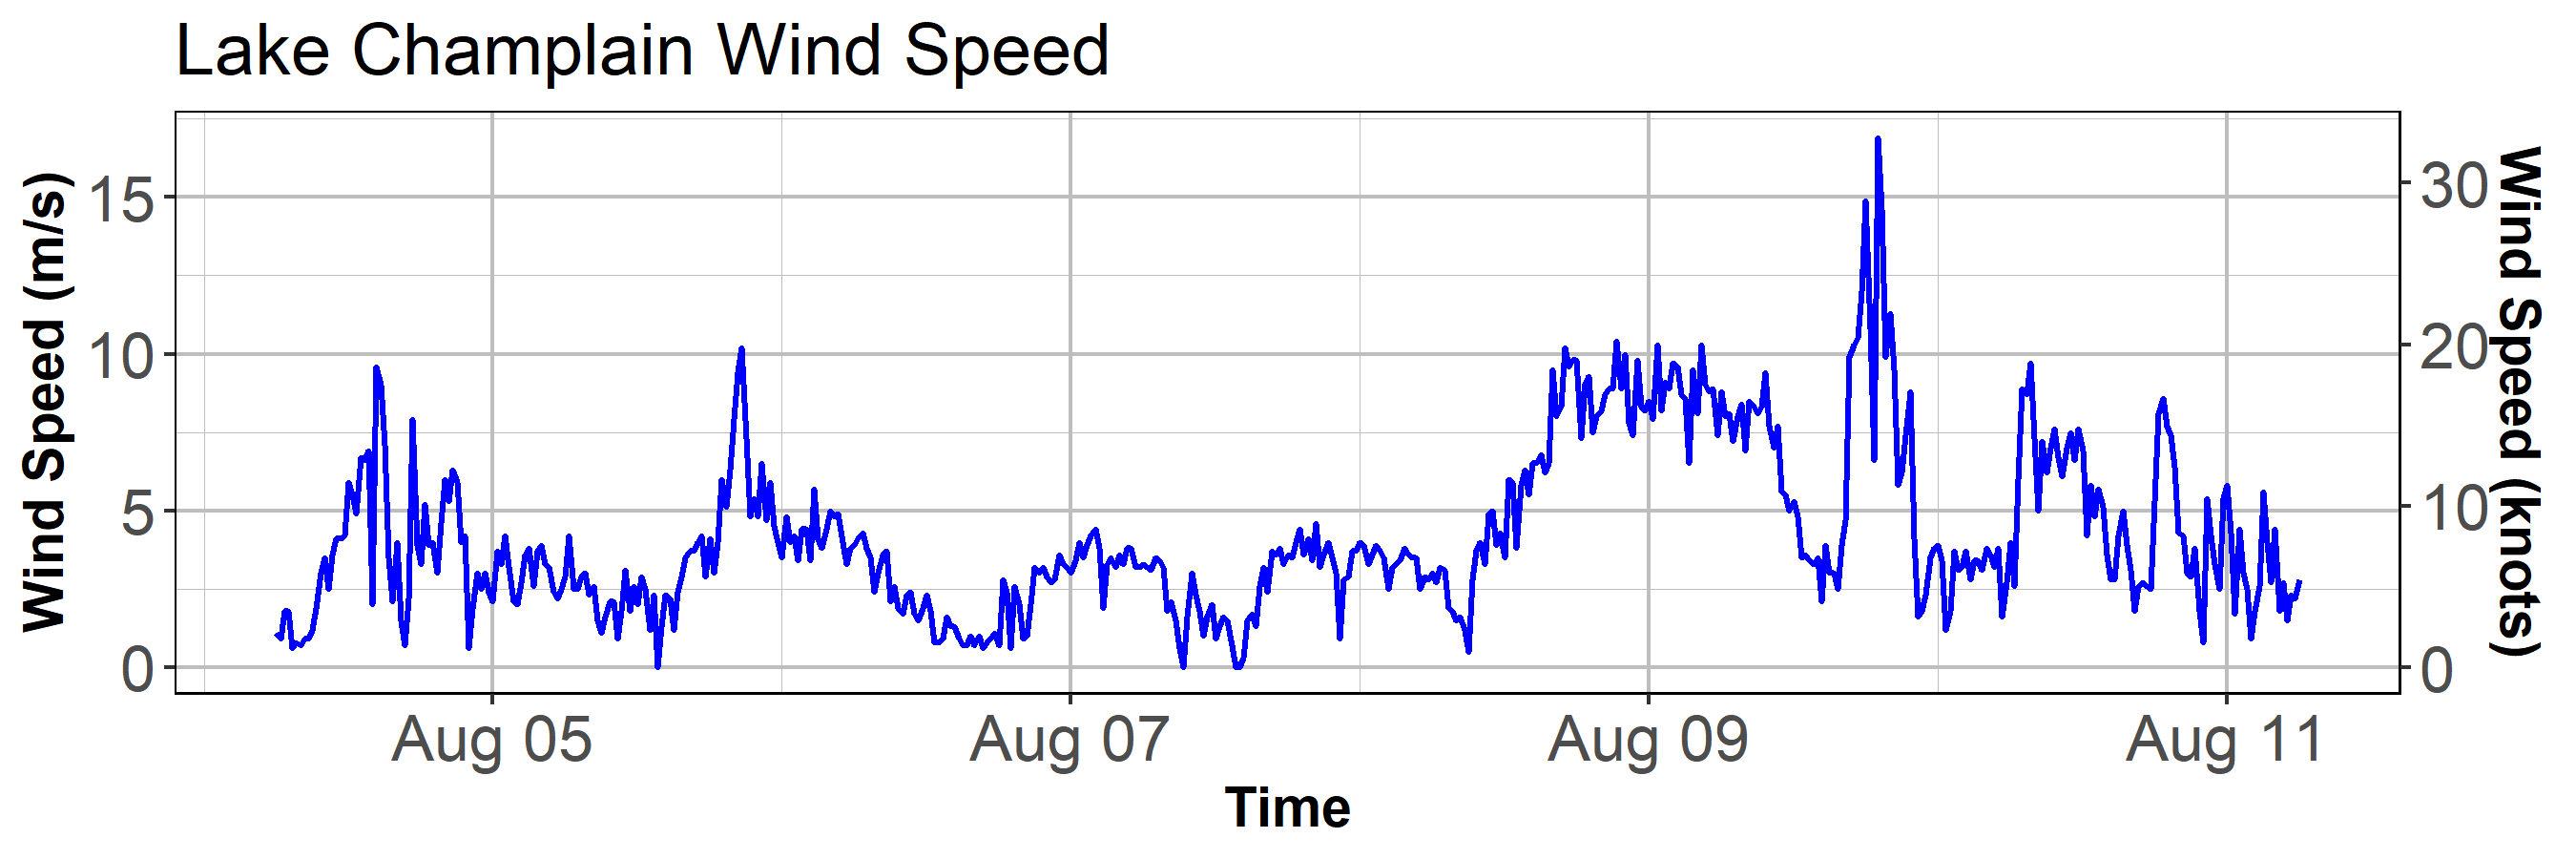 Lake Champlain Wind Speed
Wind Speed (m/s)
15
10
5
0
30
20
10
0
Wind Speed (knots)
Aug 05
Aug 07
Aug 09
Aug 11
Time